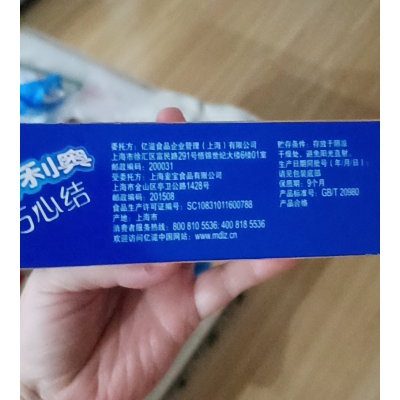 利奥
巧心结
委托方: 亿滋食品企业管理(上海)有限公司
上海市徐汇区富民路291号悟锦世纪大楼6楼01室
邮政编码: 200031
受委托方: 上海奎宝食品有限公司
上海市金山区亭卫公路1428号
邮政编码: 201508
食品生产许可证编号: SC10831011600788
产地: 上海市
消费者服务热线: 800 810 5536; 400 818 5536
欢迎访问亿滋中国网站: www.mdlz.cn
贮存条件: 存放于阴凉
干燥处, 避免阳光直射
生产日期同批号(年/月/日):
请见包装底部
保质期: 9个月
产品标准号: GB/T 20980
产品合格